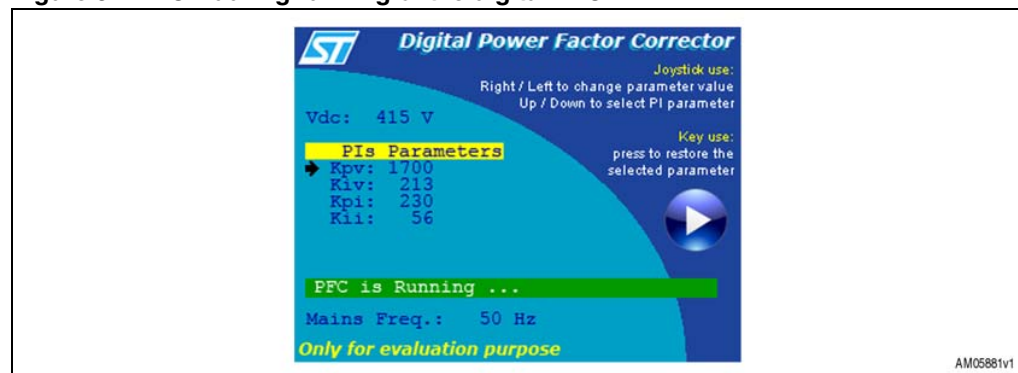 ST
Digital Power Factor Corrector
Joystick use:
Right / Left to change parameter value
Up / Down to select PI parameter
Vdc: 415 V
Key use:
press to restore the
selected parameter
PIs Parameters
Kpv: 1700
Kiv: 213
Kpi: 230
Kli: 56
PFC is Running ...
Mains Freq.: 50 Hz
Only for evaluation purpose
AM05881v1